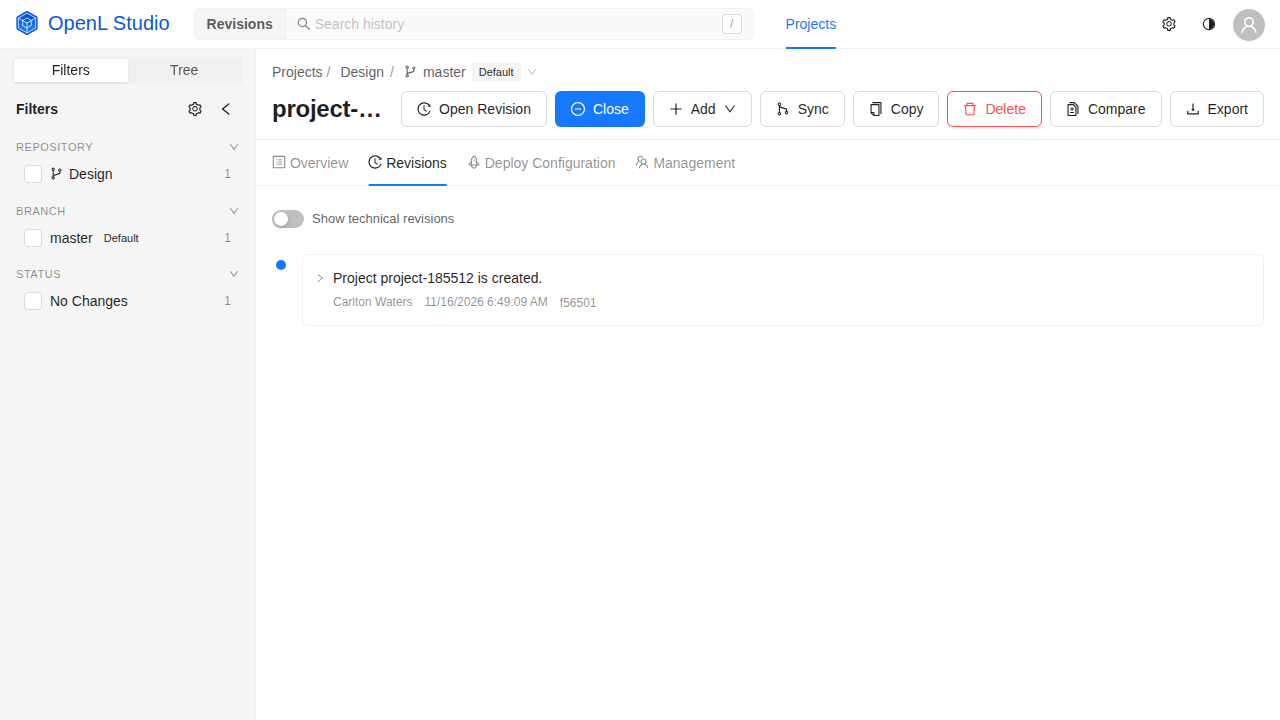 OpenL Studio
Revisions
Search history
/
Projects
Filters
Tree
Filters
REPOSITORY
Design
1
BRANCH
master
Default
1
STATUS
No Changes
1
Projects / Design / master Default
project-...
Open Revision
Close
Add
Sync
Copy
Delete
Compare
Export
Overview
Revisions
Deploy Configuration
Management
Show technical revisions
Project project-185512 is created.
Carlton Waters 11/16/2026 6:49:09 AM f56501